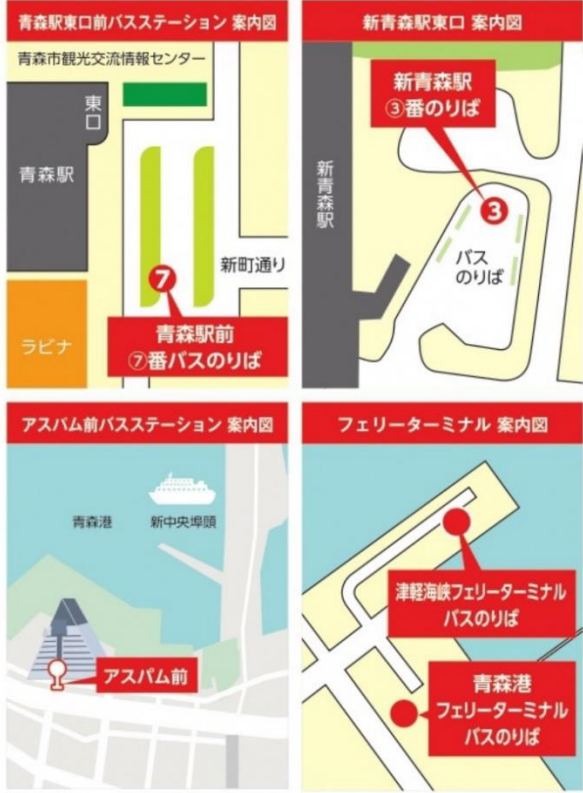 青森駅東口前バスステーション 案内図
青森市観光交流情報センター
東口
青森駅
新町通り
7
青森駅前
⑦番バスのりば
ラビナ
新青森駅東口 案内図
新青森駅
③番のりば
新青森駅
3
バス
のりば
アスパム前バスステーション 案内図
青森港
新中央埠頭
アスパム前
フェリーターミナル 案内図
津軽海峡フェリーターミナル
バスのりば
青森港
フェリーターミナル
バスのりば